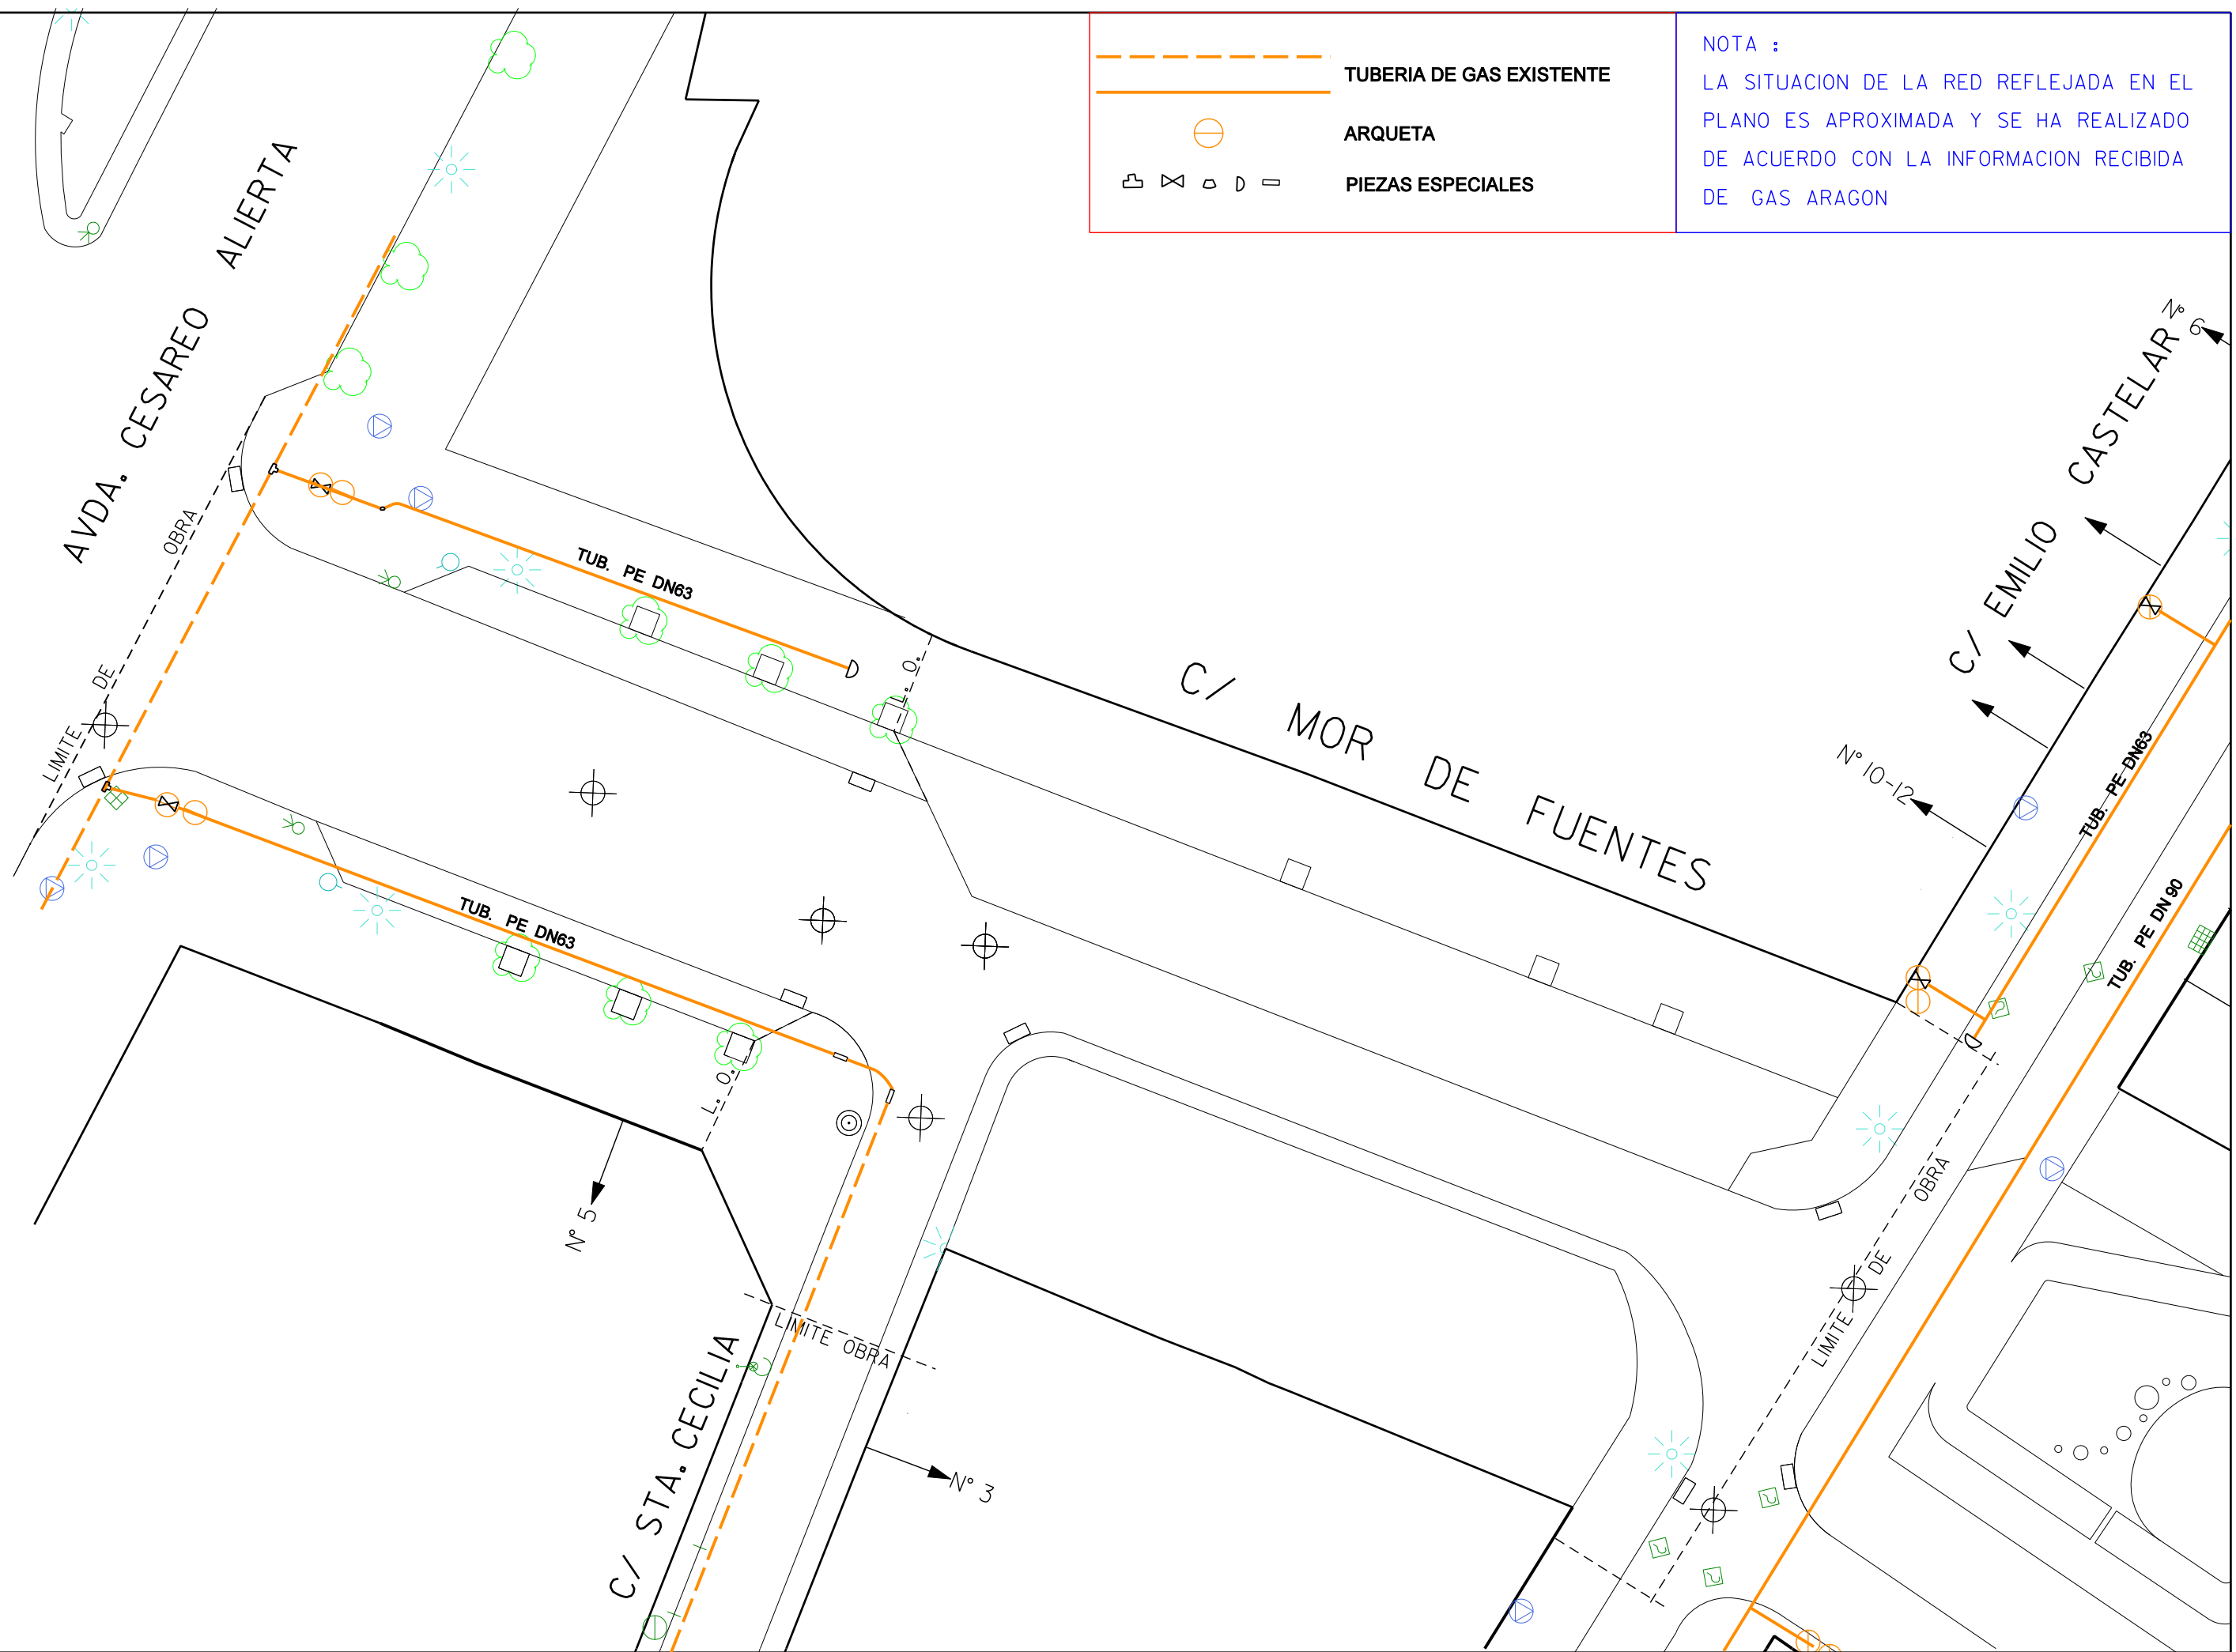 TUBERIA DE GAS EXISTENTE
ARQUETA
PIEZAS ESPECIALES
NOTA :
LA SITUACION DE LA RED REFLEJADA EN EL
PLANO ES APROXIMADA Y SE HA REALIZADO
DE ACUERDO CON LA INFORMACION RECIBIDA
DE GAS ARAGON
AVDA. CESAREO ALIERTA
LIMITE DE OBRA
TUB. PE DN63
L. O.
C/ MOR DE FUENTES
C/ EMILIO CASTELAR
Nº 6
Nº 10-12
TUB. PE DN63
TUB. PE DN 90
TUB. PE DN63
L. O.
Nº 5
LIMITE OBRA
C/ STA. CECILIA
Nº 3
LIMITE DE OBRA